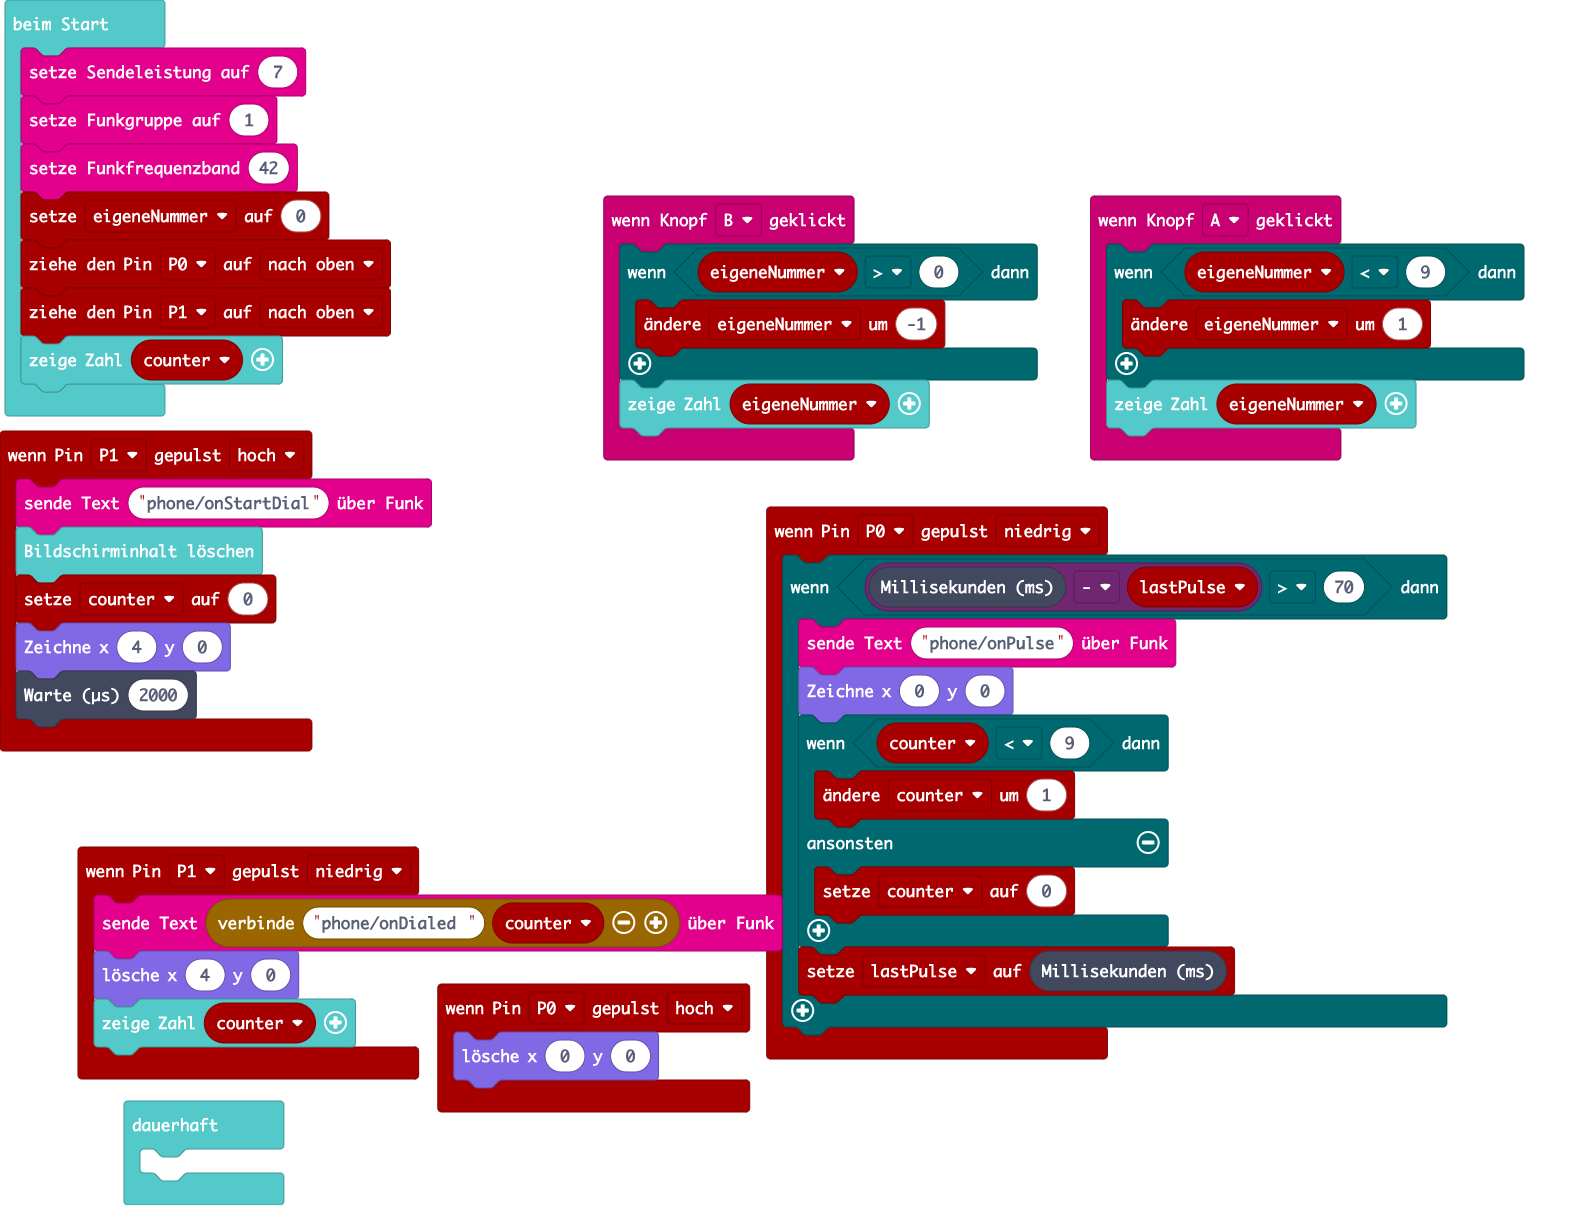 beim Start
setze Sendeleistung auf 7
setze Funkgruppe auf 1
setze Funkfrequenzband 42
setze eigeneNummer auf 0
ziehe den Pin P0 auf nach oben
ziehe den Pin P1 auf nach oben
zeige Zahl counter
wenn Knopf B geklickt
wenn eigeneNummer > 0 dann
ändere eigeneNummer um -1
zeige Zahl eigeneNummer
wenn Knopf A geklickt
wenn eigeneNummer < 9 dann
ändere eigeneNummer um 1
zeige Zahl eigeneNummer
wenn Pin P1 gepulst hoch
sende Text "phone/onStartDial" über Funk
Bildschirminhalt löschen
setze counter auf 0
Zeichne x 4 y 0
Warte (µs) 2000
wenn Pin P0 gepulst niedrig
wenn Millisekunden (ms) - lastPulse > 70 dann
sende Text "phone/onPulse" über Funk
Zeichne x 0 y 0
wenn counter < 9 dann
ändere counter um 1
ansonsten
setze counter auf 0
setze lastPulse auf Millisekunden (ms)
wenn Pin P1 gepulst niedrig
sende Text verbinde "phone/onDialed " counter über Funk
lösche x 4 y 0
zeige Zahl counter
wenn Pin P0 gepulst hoch
lösche x 0 y 0
dauerhaft